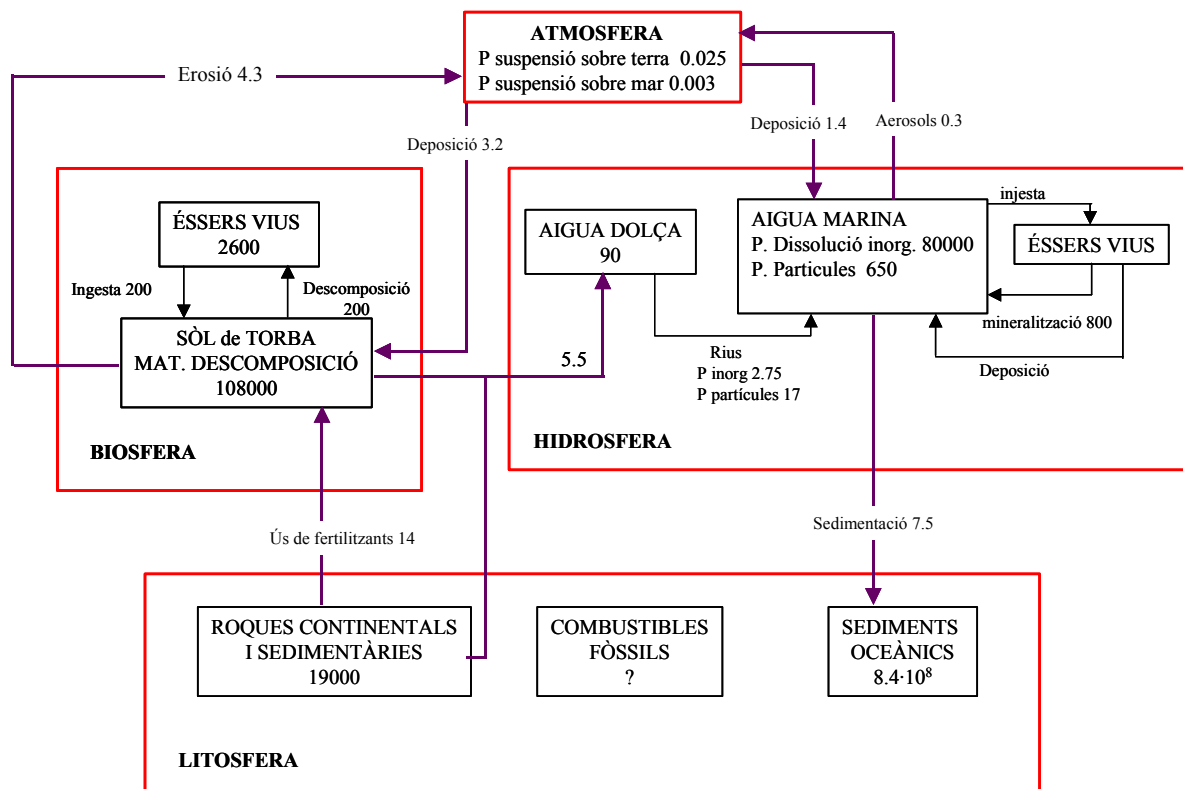 ATMOSFERA
P suspensió sobre terra 0.025
P suspensió sobre mar 0.003
Erosió 4.3
Deposició 3.2
Deposició 1.4
Aerosols 0.3
ÉSSERS VIUS
2600
Ingesta 200
Descomposició
200
SÒL de TORBA
MAT. DESCOMPOSICIÓ
108000
BIOSFERA
AIGUA DOLÇA
90
5.5
Rius
P inorg 2.75
P partícules 17
AIGUA MARINA
P. Dissolució inorg. 80000
P. Particules 650
injesta
ÉSSERS VIUS
mineralització 800
Deposició
HIDROSFERA
Ús de fertilitzants 14
Sedimentació 7.5
ROQUES CONTINENTALS
I SEDIMENTÀRIES
19000
COMBUSTIBLES
FÒSSILS
?
SEDIMENTS
OCEÀNICS
8.4·10⁸
LITOSFERA